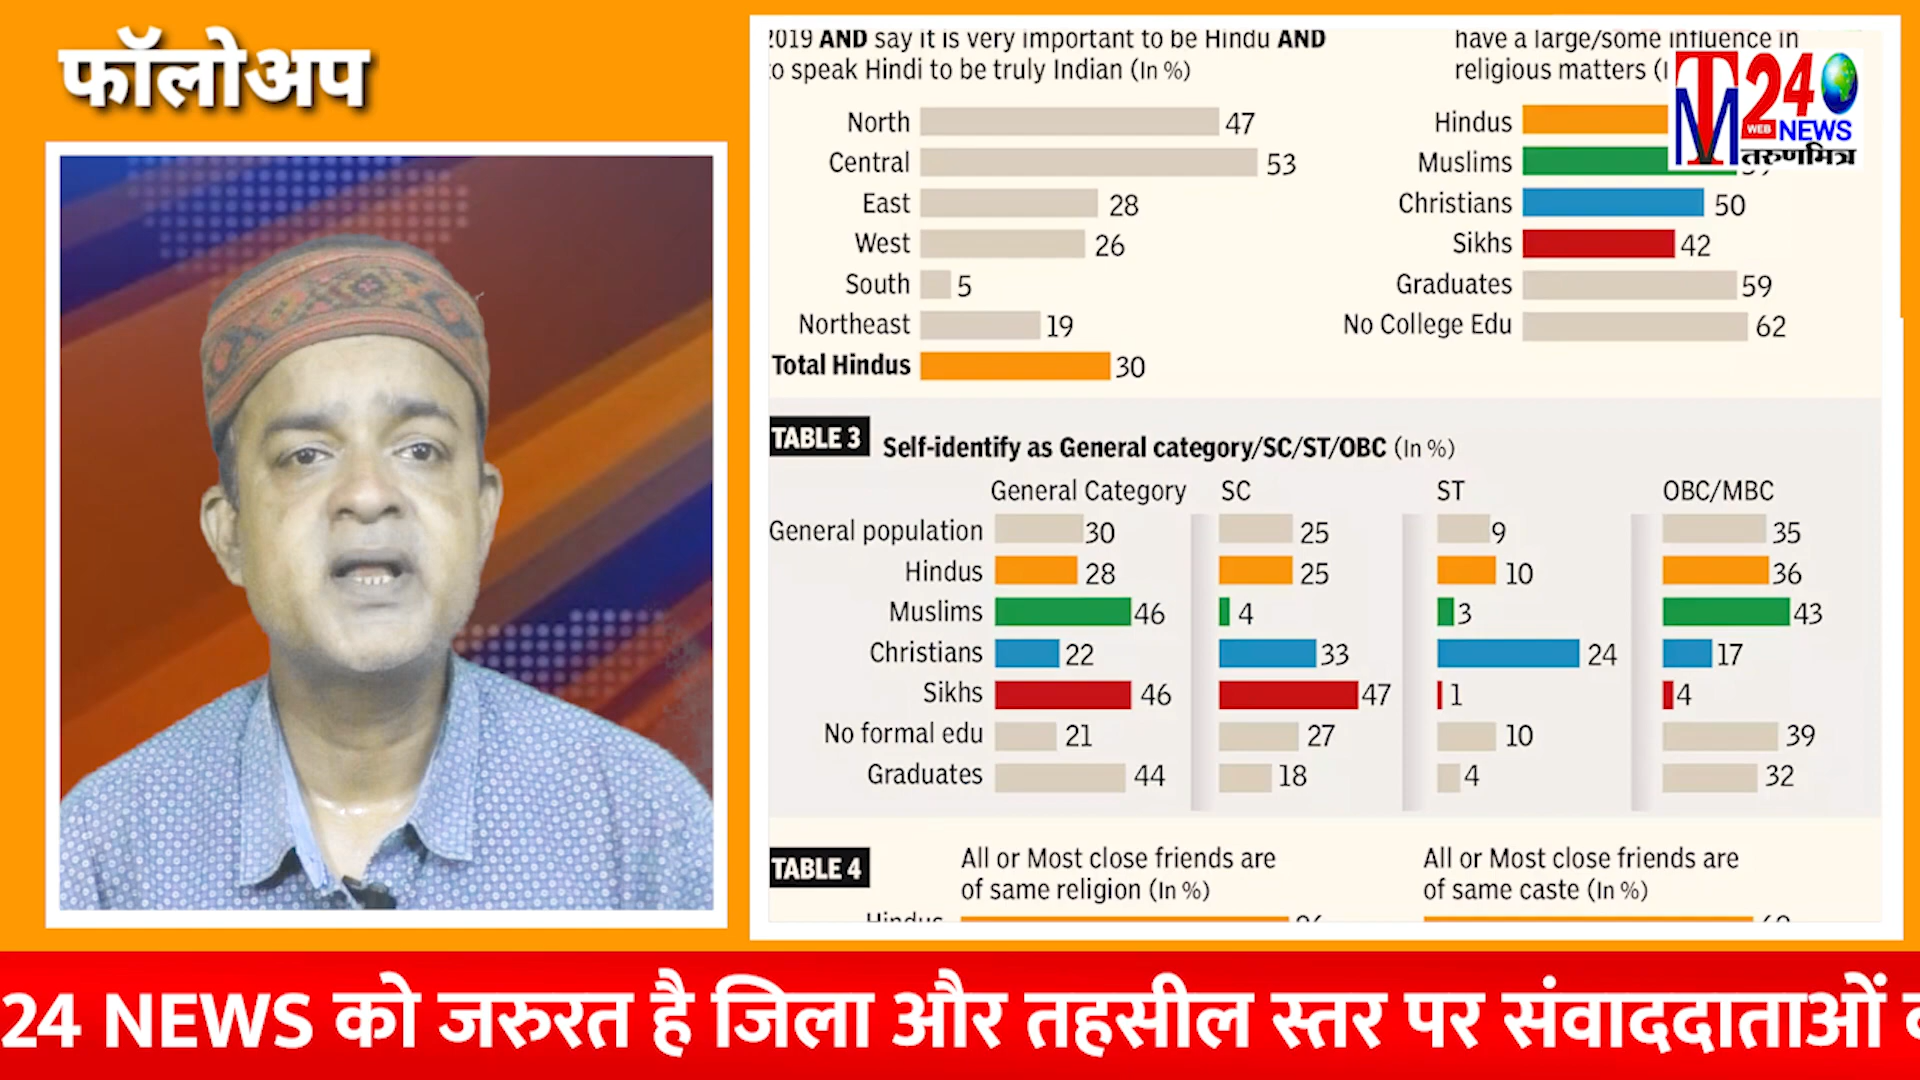 फॉलोअप
2019 AND say it is very important to be Hindu AND
to speak Hindi to be truly Indian (In %)
North 47
Central 53
East 28
West 26
South 5
Northeast 19
Total Hindus 30
have a large/some influence in
religious matters
Hindus
Muslims
Christians 50
Sikhs 42
Graduates 59
No College Edu 62
TM 24
WEB NEWS
तरुणमित्र
TABLE 3 Self-identify as General category/SC/ST/OBC (In %)
General Category SC ST OBC/MBC
General population 30 25 9 35
Hindus 28 25 10 36
Muslims 46 4 3 43
Christians 22 33 24 17
Sikhs 46 47 1 4
No formal edu 21 27 10 39
Graduates 44 18 4 32
TABLE 4
All or Most close friends are
of same religion (In %)
All or Most close friends are
of same caste (In %)
Hindus
24 NEWS को जरुरत है जिला और तहसील स्तर पर संवाददाताओं